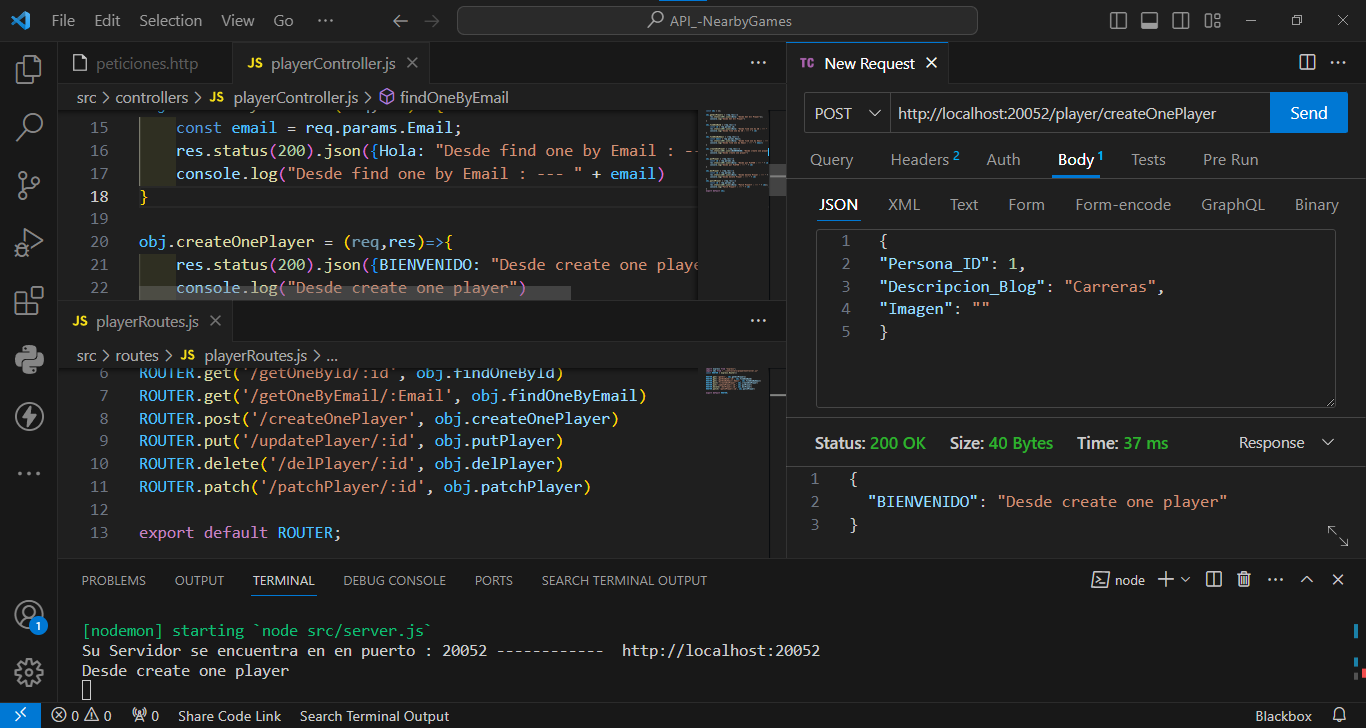 File Edit Selection View Go ··· API_-NearbyGames
peticiones.http JS playerController.js
src > controllers > JS playerController.js > findOneByEmail
15 const email = req.params.Email;
16 res.status(200).json({Hola: "Desde find one by Email : --
17 console.log("Desde find one by Email : --- " + email)
18 }
19
20 obj.createOnePlayer = (req,res)=>{
21 res.status(200).json({BIENVENIDO: "Desde create one playe
22 console.log("Desde create one player")
JS playerRoutes.js
src > routes > JS playerRoutes.js > ...
6 ROUTER.get('/getOneById/:id', obj.findOneById)
7 ROUTER.get('/getOneByEmail/:Email', obj.findOneByEmail)
8 ROUTER.post('/createOnePlayer', obj.createOnePlayer)
9 ROUTER.put('/updatePlayer/:id', obj.putPlayer)
10 ROUTER.delete('/delPlayer/:id', obj.delPlayer)
11 ROUTER.patch('/patchPlayer/:id', obj.patchPlayer)
12
13 export default ROUTER;
TC New Request
POST http://localhost:20052/player/createOnePlayer Send
Query Headers 2 Auth Body 1 Tests Pre Run
JSON XML Text Form Form-encode GraphQL Binary
1 {
2 "Persona_ID": 1,
3 "Descripcion_Blog": "Carreras",
4 "Imagen": ""
5 }
Status: 200 OK Size: 40 Bytes Time: 37 ms Response
1 {
2 "BIENVENIDO": "Desde create one player"
3 }
PROBLEMS OUTPUT TERMINAL DEBUG CONSOLE PORTS SEARCH TERMINAL OUTPUT node
[nodemon] starting `node src/server.js`
Su Servidor se encuentra en en puerto : 20052 ------------ http://localhost:20052
Desde create one player
1
0 0 0 Share Code Link Search Terminal Output Blackbox